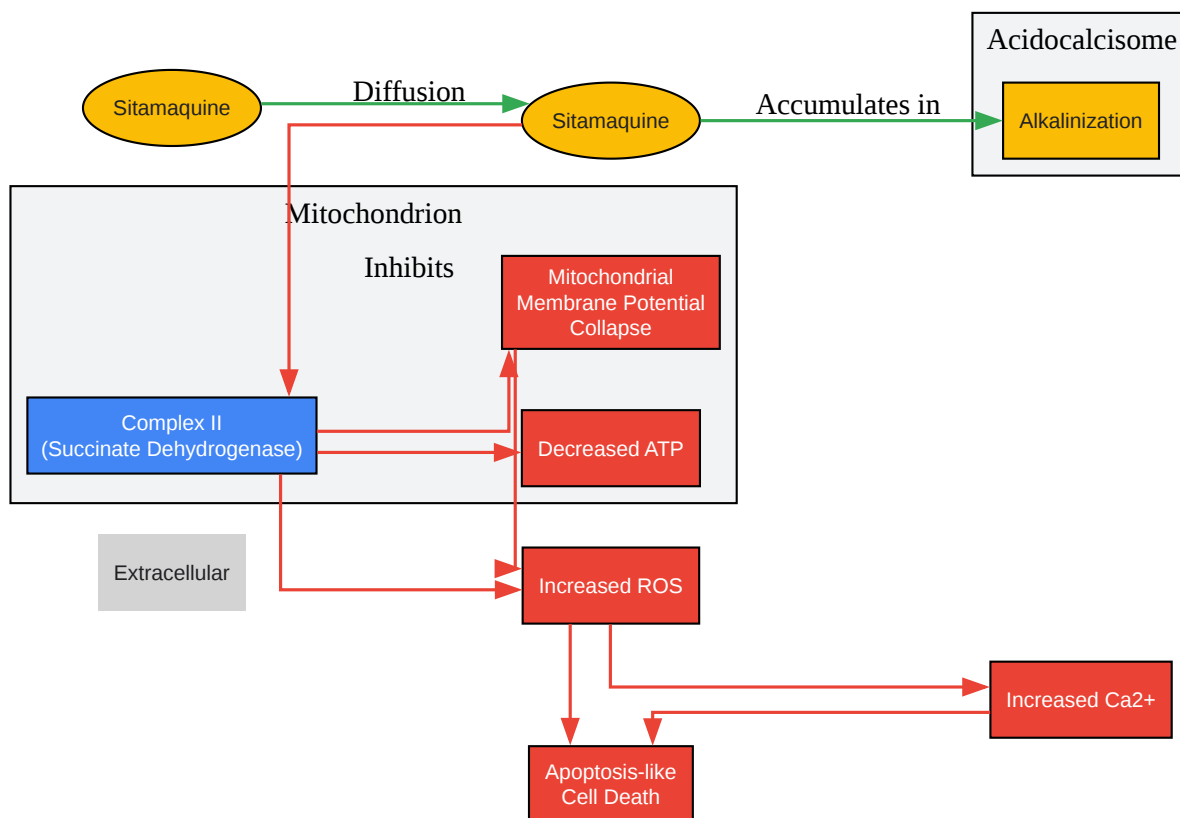 Acidocalcisome
Sitamaquine
Diffusion
Sitamaquine
Accumulates in
Alkalinization
Mitochondrion
Inhibits
Mitochondrial
Membrane Potential
Collapse
Complex II
(Succinate Dehydrogenase)
Decreased ATP
Extracellular
Increased ROS
Increased Ca2+
Apoptosis-like
Cell Death